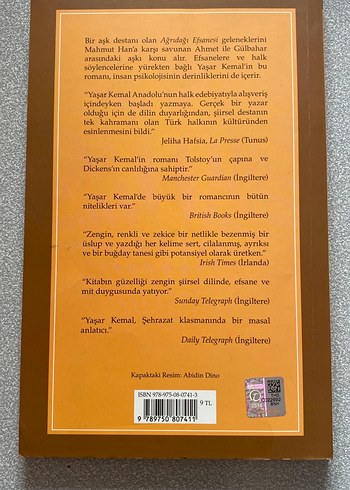 Bir aşk destanı olan Ağrıdağı Efsanesi geleneklerini
Mahmut Han'a karşı savunan Ahmet ile Gülbahar
arasındaki aşkı konu alır. Efsanelere ve halk
söylencelerine yürekten bağlı Yaşar Kemal'in bu
romanı, insan psikolojisinin derinliklerini de içerir.
"Yaşar Kemal Anadolu'nun halk edebiyatıyla alışveriş
içindeyken başladı yazmaya. Gerçek bir yazar
olduğu için de dilin duyarlığından, şiirsel destanın
tek kahramanı olan Türk halkının kültüründen
esinlenmesini bildi."
Jeliha Hafsia, La Presse (Tunus)
"Yaşar Kemal'in romanı Tolstoy'un çapına ve
Dickens'ın canlılığına sahiptir."
Manchester Guardian (İngiltere)
"Yaşar Kemal'de büyük bir romancının bütün
nitelikleri var."
British Books (İngiltere)
"Zengin, renkli ve zekice bir netlikle bezenmiş bir
üslup ve yazdığı her kelime sert, cilalanmış, ayrıksı
ve bir buğday tanesi gibi potansiyel olarak üretken."
Irish Times (İrlanda)
"Kitabın güzelliği zengin şiirsel dilinde, efsane ve
mit duygusunda yatıyor."
Sunday Telegraph (İngiltere)
"Yaşar Kemal, Şehrazat klasmanında bir masal
anlatıcı."
Daily Telegraph (İngiltere)
Kapaktaki Resim: Abidin Dino
ISBN 978-975-08-0741-3
9 TL
9 789750 807411